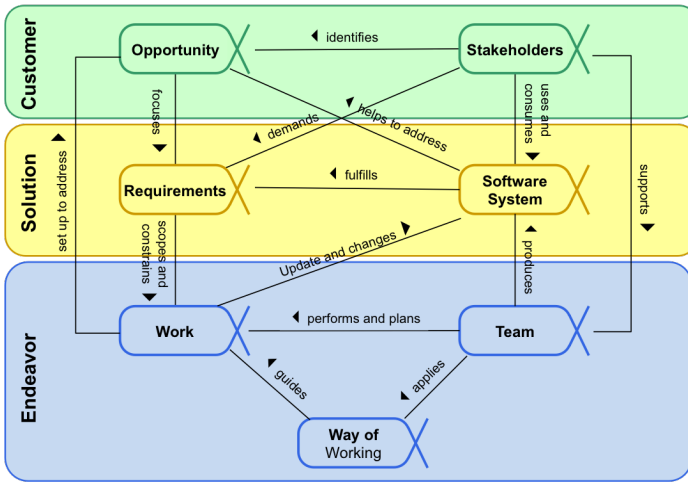 Customer
Opportunity
identifies
Stakeholders
focuses
demands
helps to address
uses and
consumes
Solution
set up to address
Requirements
fulfills
Software
System
supports
scopes and
constrains
Update and changes
produces
Endeavor
Work
performs and plans
Team
guides
applies
Way of
Working